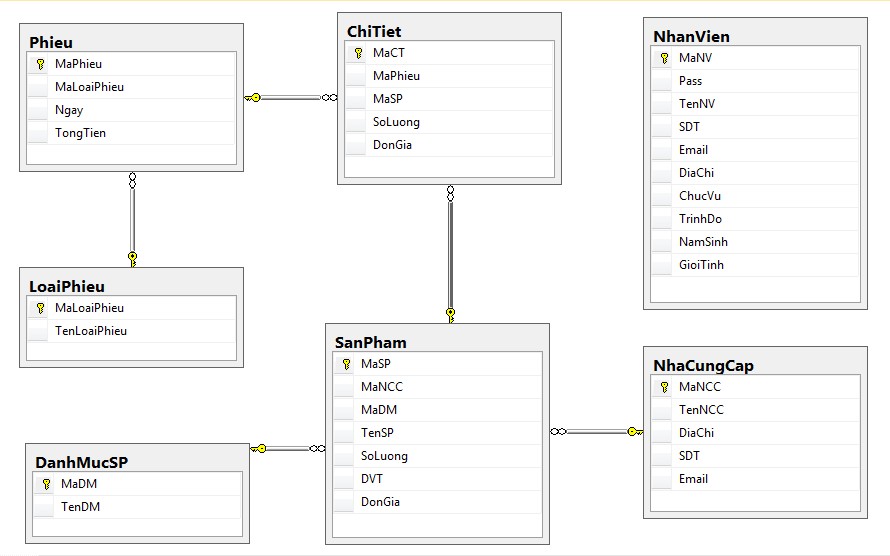 Phieu
MaPhieu
MaLoaiPhieu
Ngay
TongTien
ChiTiet
MaCT
MaPhieu
MaSP
SoLuong
DonGia
NhanVien
MaNV
Pass
TenNV
SDT
Email
DiaChi
ChucVu
TrinhDo
NamSinh
GioiTinh
LoaiPhieu
MaLoaiPhieu
TenLoaiPhieu
SanPham
MaSP
MaNCC
MaDM
TenSP
SoLuong
DVT
DonGia
NhaCungCap
MaNCC
TenNCC
DiaChi
SDT
Email
DanhMucSP
MaDM
TenDM